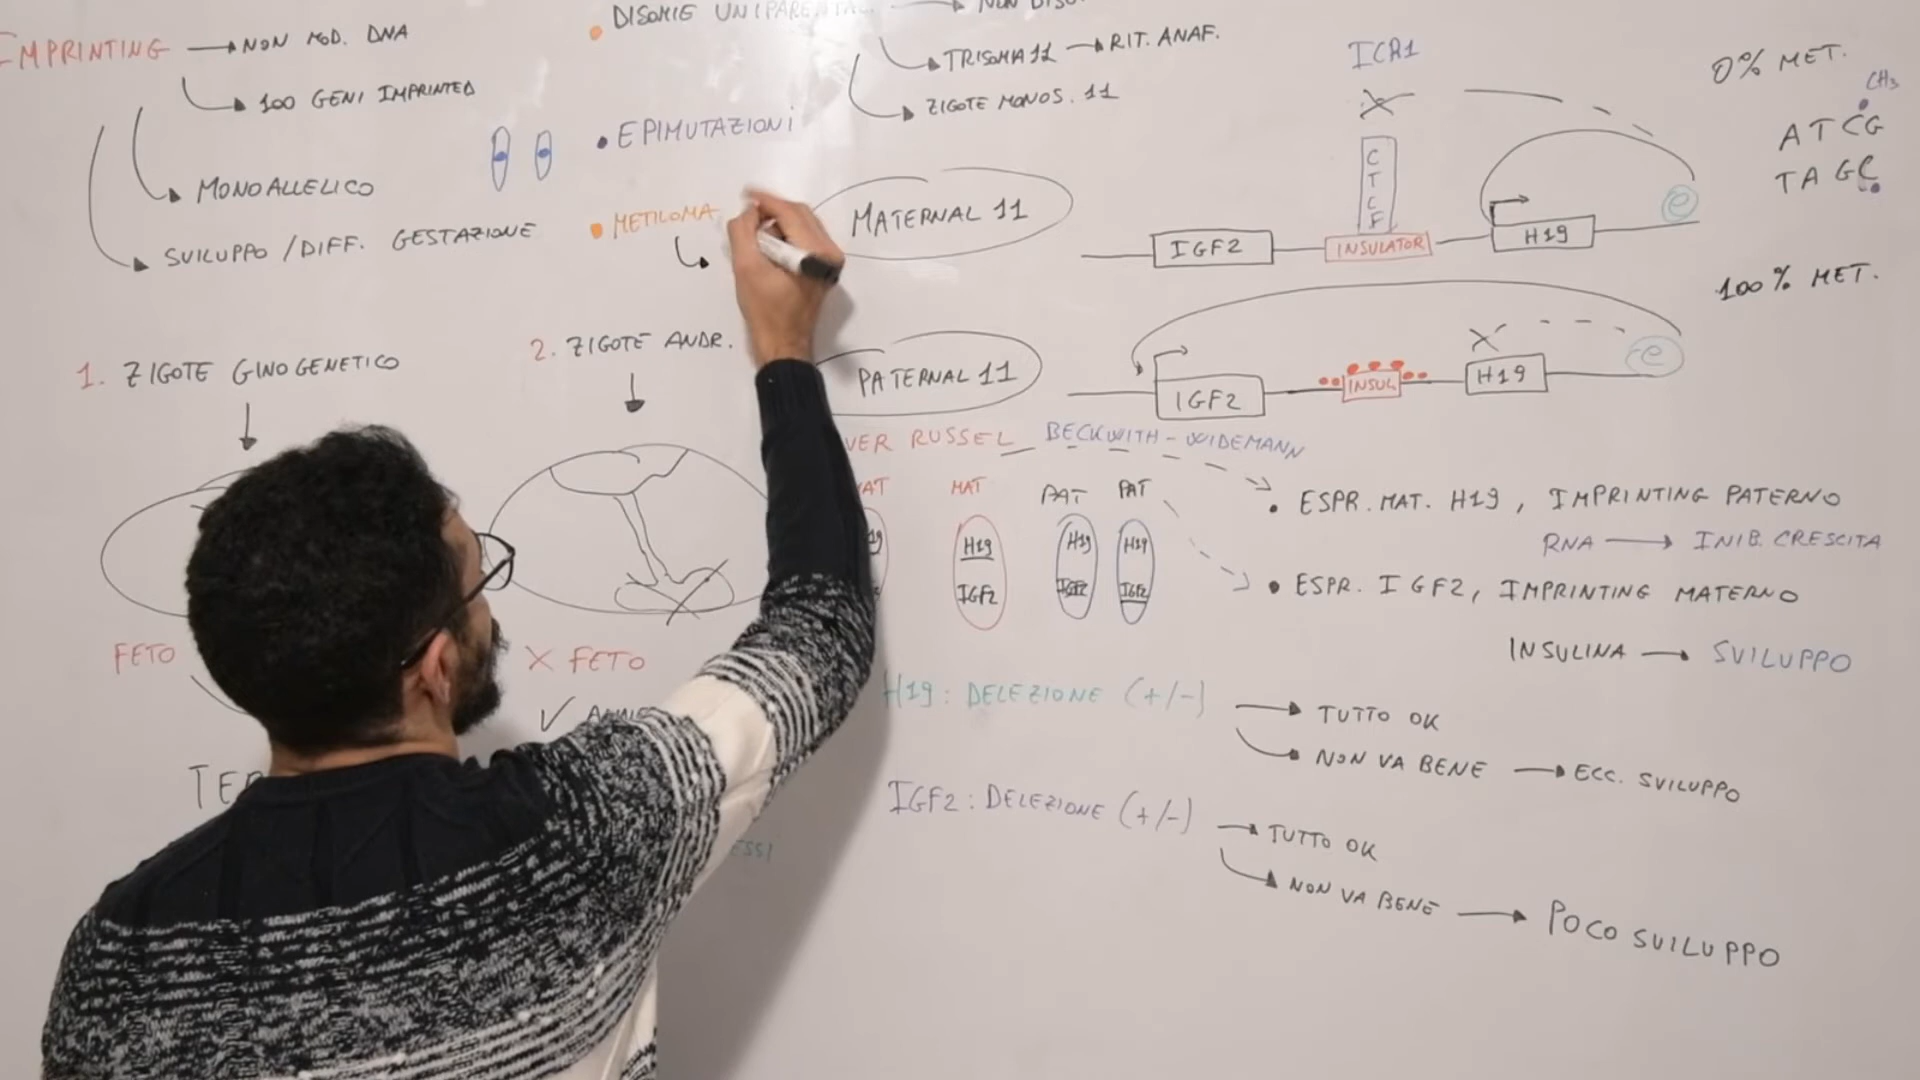 IMPRINTING → NON MOD. DNA
100 GENI IMPRINTED
MONOALLELICO
SVILUPPO / DIFF. GESTAZIONE
• DISOMIE
TRISOMIA 11 → RIT. ANAF.
ZIGOTE MONOS. 11
• EPIMUTAZIONI
• METILOMA
1. ZIGOTE GINOGENETICO
2. ZIGOTE ANDR.
FETO
X FETO
MATERNAL 11
ICR1
X
CTCF
IGF2
INSULATOR
H19
e
0% MET.
CH3
ATCG
TAGC
100% MET.
PATERNAL 11
IGF2
INSUL
X
H19
e
RUSSEL
BECKWITH-WIDEMANN
MAT
PAT
PAT
H19
IGF2
H19
IGF2
H19
IGF2
• ESPR. MAT. H19, IMPRINTING PATERNO
RNA → INIB. CRESCITA
• ESPR. IGF2, IMPRINTING MATERNO
INSULINA → SVILUPPO
H19: DELEZIONE (+/-) → TUTTO OK
NON VA BENE → ECC. SVILUPPO
IGF2: DELEZIONE (+/-) → TUTTO OK
NON VA BENE → POCO SVILUPPO